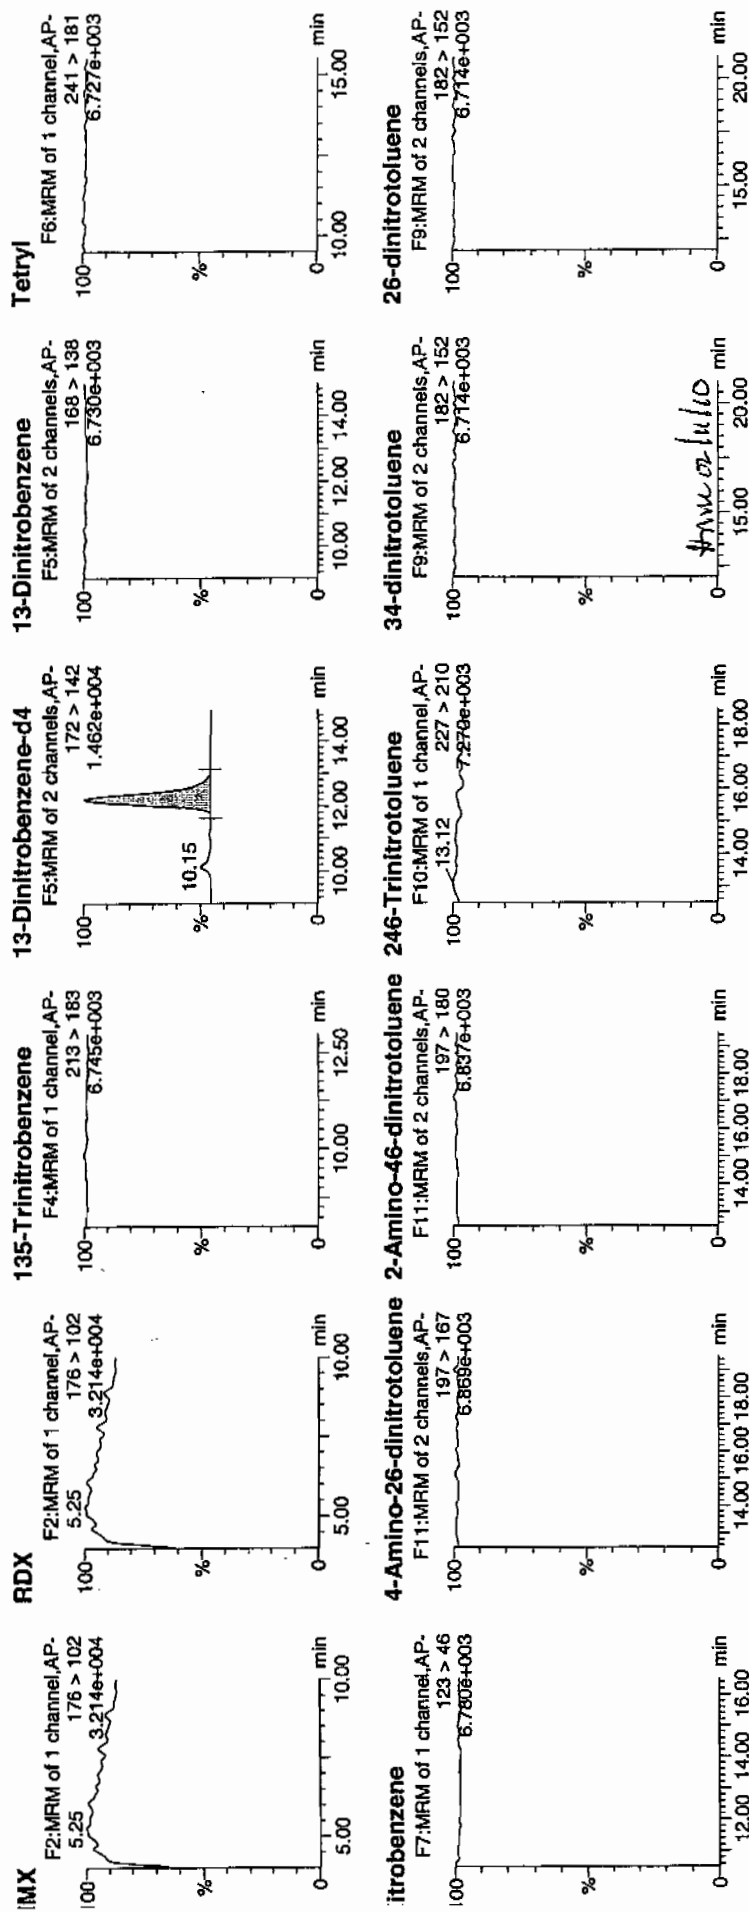 IMX
F2:MRM of 1 channel,AP-
176 > 102
3.214e+004
5.25
100
%
0
5.00
10.00
min
RDX
F2:MRM of 1 channel,AP-
176 > 102
3.214e+004
5.25
100
%
0
5.00
10.00
min
135-Trinitrobenzene
F4:MRM of 1 channel,AP-
213 > 183
6.745e+003
100
%
0
10.00
12.50
min
13-Dinitrobenzene-d4
F5:MRM of 2 channels,AP-
172 > 142
1.462e+004
10.15
100
%
0
10.00
12.00
14.00
min
13-Dinitrobenzene
F5:MRM of 2 channels,AP-
168 > 138
6.730e+003
100
%
0
10.00
12.00
14.00
min
Tetryl
F6:MRM of 1 channel,AP-
241 > 181
6.727e+003
100
%
0
10.00
15.00
min
itrobenzene
F7:MRM of 1 channel,AP-
123 > 46
6.780e+003
100
%
0
12.00
14.00
16.00
min
4-Amino-26-dinitrotoluene
F11:MRM of 2 channels,AP-
197 > 167
6.869e+003
100
%
0
14.00
16.00
18.00
min
2-Amino-46-dinitrotoluene
F11:MRM of 2 channels,AP-
197 > 180
6.837e+003
100
%
0
14.00
16.00
18.00
min
246-Trinitrotoluene
F10:MRM of 1 channel,AP-
227 > 210
7.270e+003
13.12
100
%
0
14.00
16.00
18.00
min
34-dinitrotoluene
F9:MRM of 2 channels,AP-
182 > 152
6.714e+003
100
%
0
15.00
20.00
min
26-dinitrotoluene
F9:MRM of 2 channels,AP-
182 > 152
6.714e+003
100
%
0
15.00
20.00
min